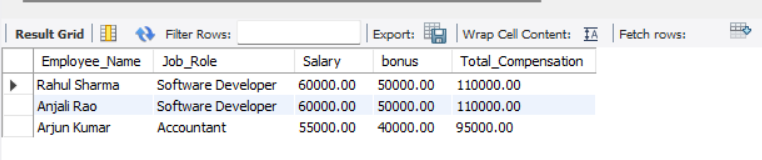 Result Grid Filter Rows: Export: Wrap Cell Content: IA Fetch rows:
Employee_Name Job_Role Salary bonus Total_Compensation
Rahul Sharma Software Developer 60000.00 50000.00 110000.00
Anjali Rao Software Developer 60000.00 50000.00 110000.00
Arjun Kumar Accountant 55000.00 40000.00 95000.00